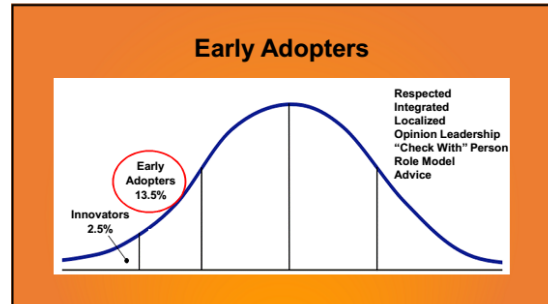 Early Adopters
Respected
Integrated
Localized
Opinion Leadership
“Check With” Person
Role Model
Advice
Early
Adopters
13.5%
Innovators
2.5%